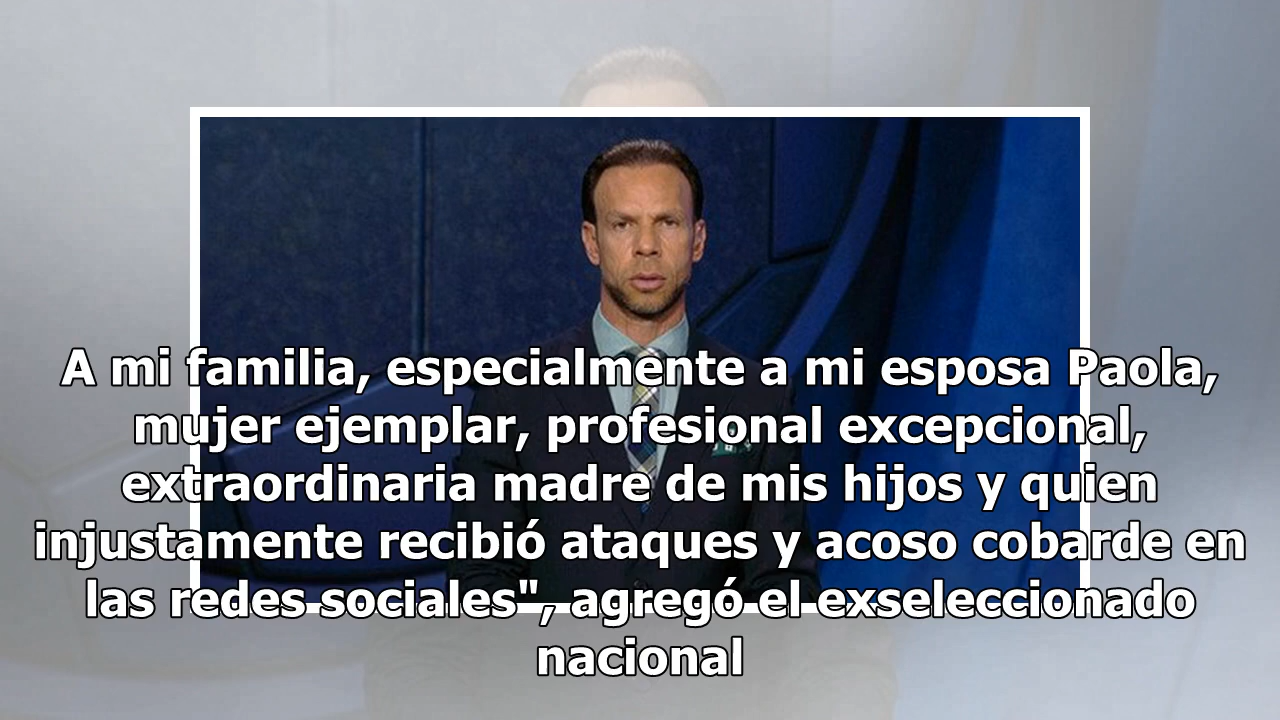 A mi familia, especialmente a mi esposa Paola,
mujer ejemplar, profesional excepcional,
extraordinaria madre de mis hijos y quien
injustamente recibió ataques y acoso cobarde en
las redes sociales", agregó el exseleccionado
nacional